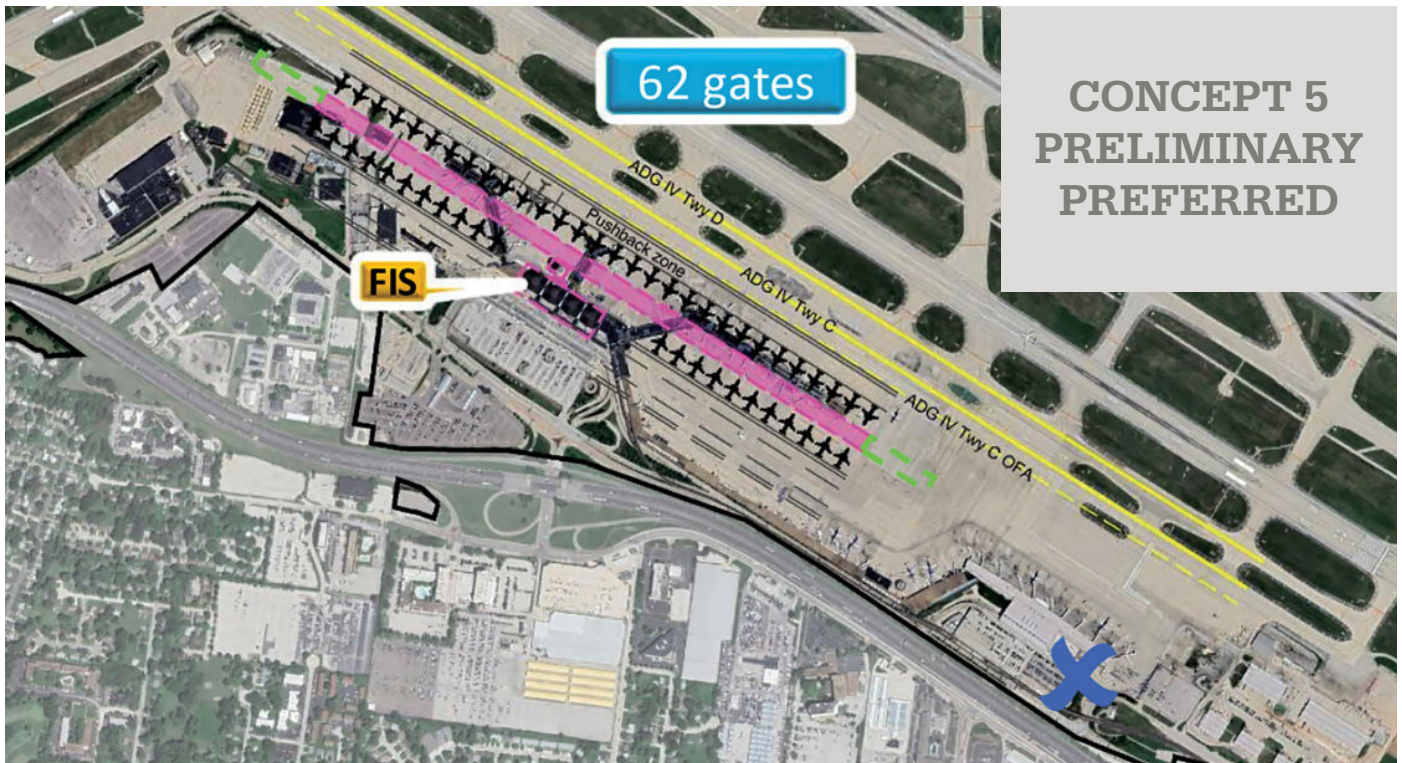 62 gates
CONCEPT 5
PRELIMINARY
PREFERRED
ADG IV Twy D
Pushback zone
ADG IV Twy C
FIS
ADG IV Twy C OFA